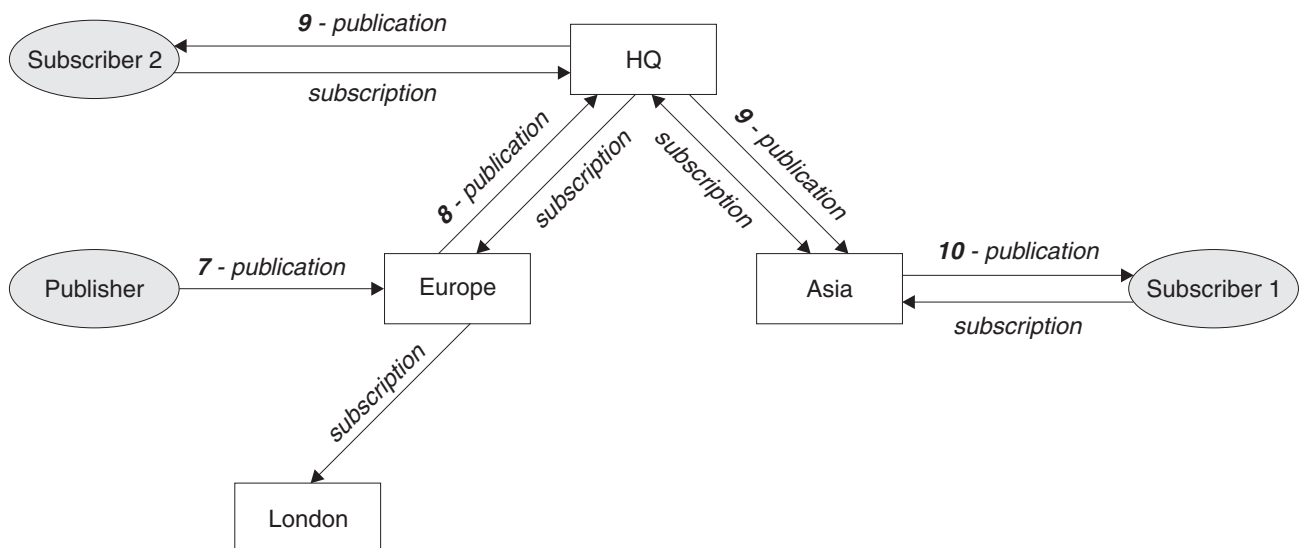 9 - publication
Subscriber 2
HQ
subscription
9 - publication
8 - publication
subscription
subscription
7 - publication
10 - publication
Publisher
Europe
Asia
Subscriber 1
subscription
subscription
London